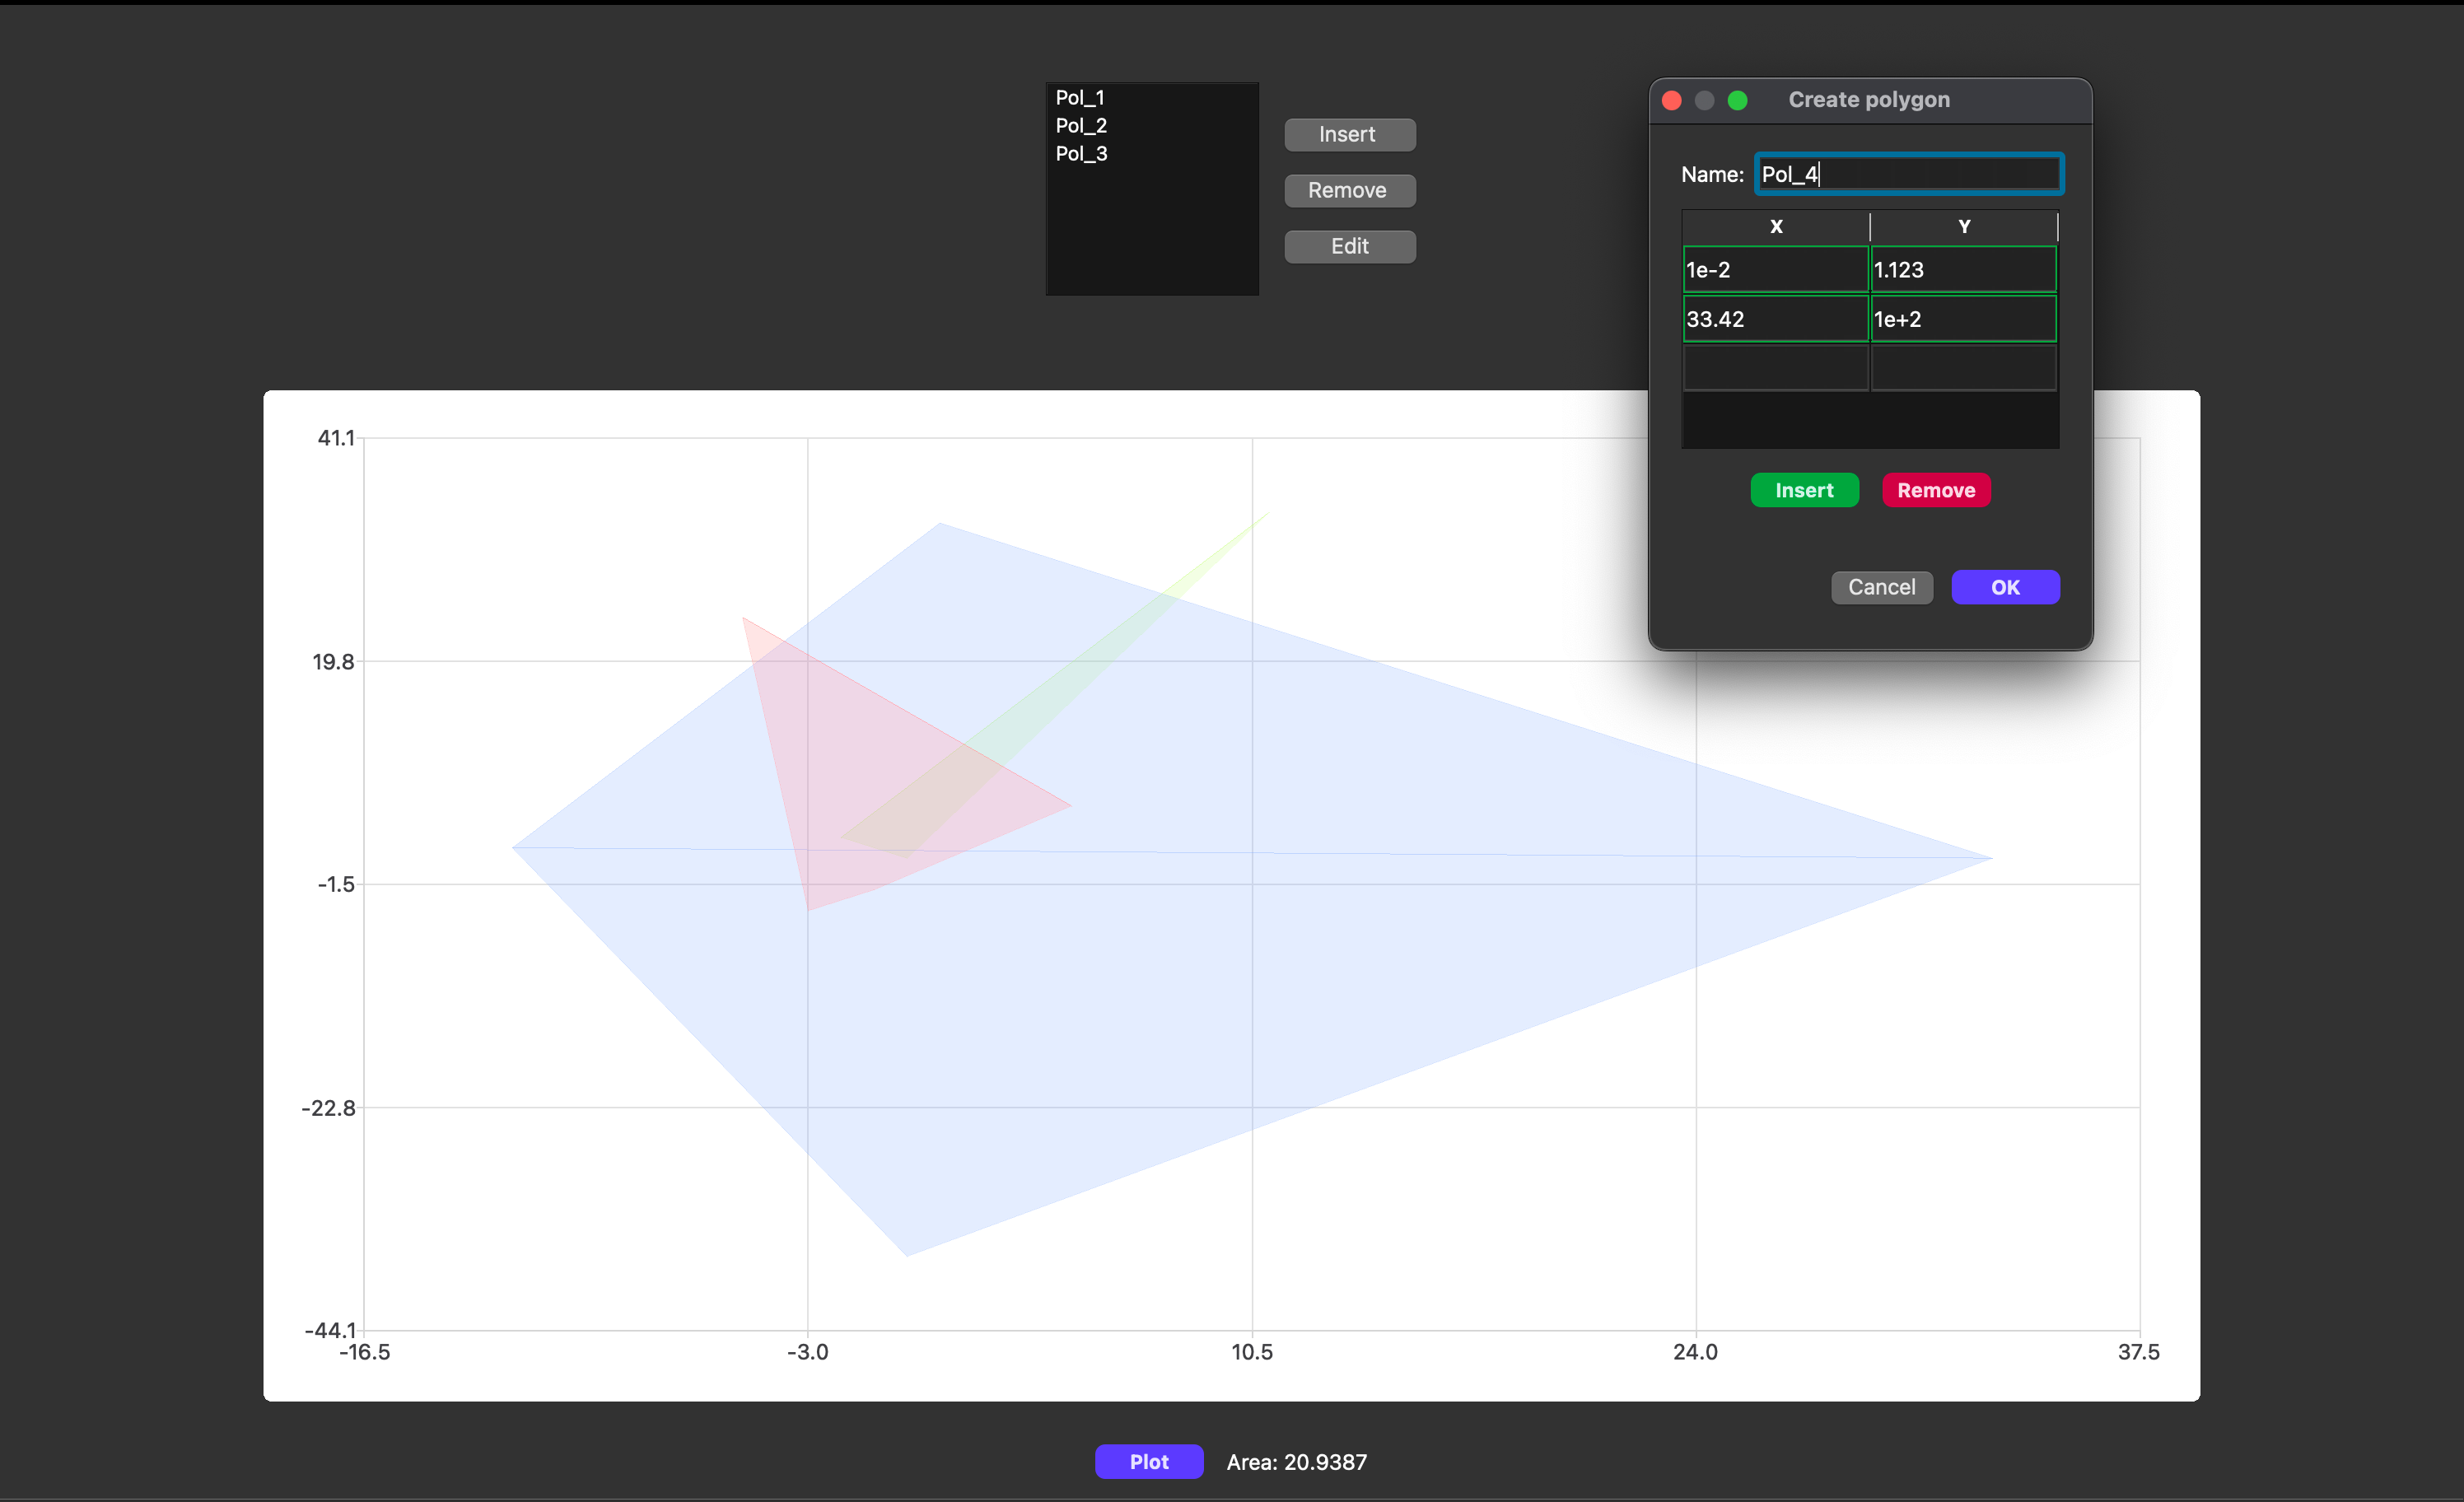 Pol_1
Pol_2
Pol_3
Insert
Remove
Edit
Create polygon
Name: Pol_4
X Y
1e-2 1.123
33.42 1e+2
Insert Remove
Cancel OK
41.1
19.8
-1.5
-22.8
-44.1
-16.5 -3.0 10.5 24.0 37.5
Plot Area: 20.9387